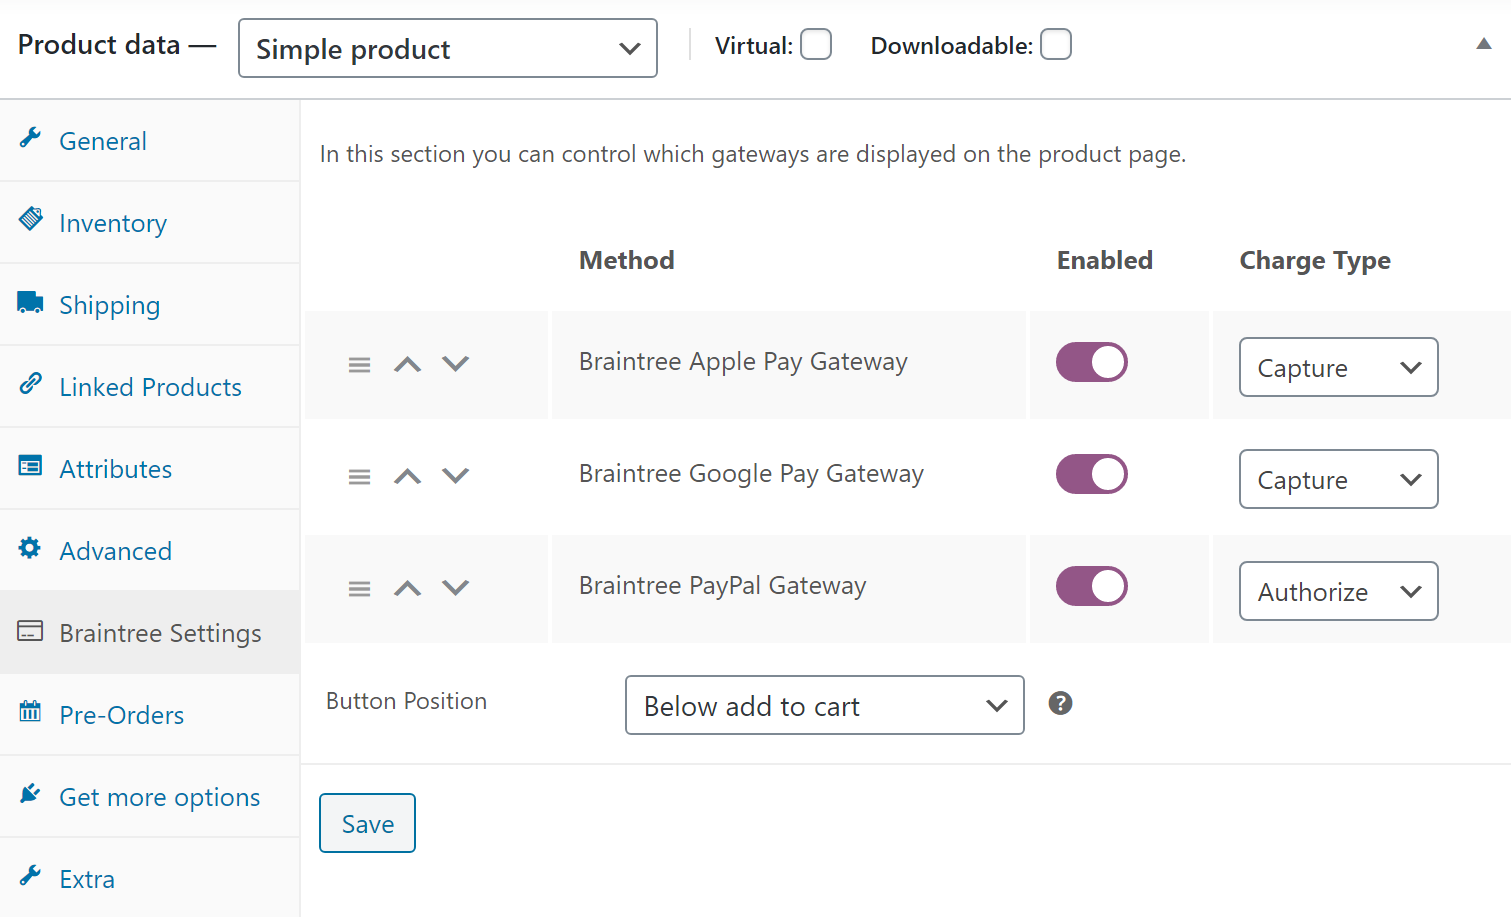 Product data —
Simple product
Virtual:
Downloadable:
General
Inventory
Shipping
Linked Products
Attributes
Advanced
Braintree Settings
Pre-Orders
Get more options
Extra
In this section you can control which gateways are displayed on the product page.
Method Enabled Charge Type
Braintree Apple Pay Gateway Capture
Braintree Google Pay Gateway Capture
Braintree PayPal Gateway Authorize
Button Position Below add to cart ?
Save